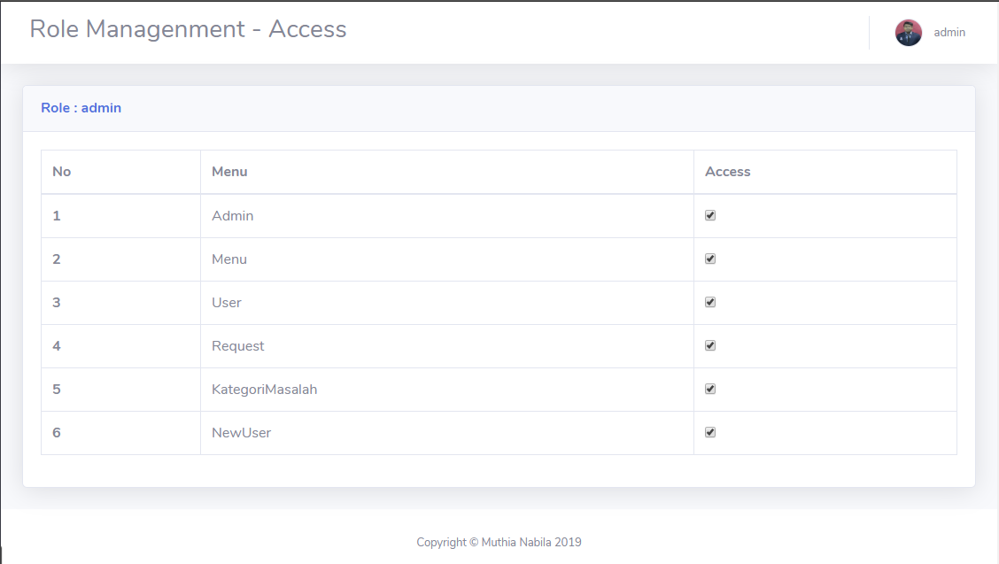 Role Managenment - Access
admin
Role : admin
No Menu Access
1 Admin
2 Menu
3 User
4 Request
5 KategoriMasalah
6 NewUser
Copyright © Muthia Nabila 2019